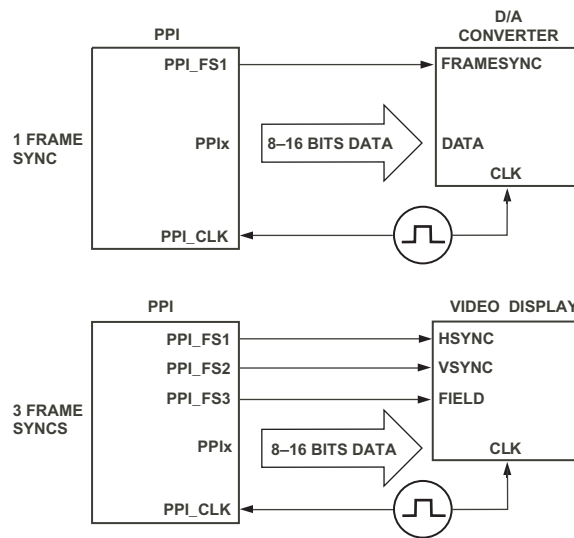 PPI
D/A
CONVERTER
PPI_FS1
FRAMESYNC
1 FRAME
SYNC
PPIx
8–16 BITS DATA
DATA
CLK
PPI_CLK
PPI
VIDEO DISPLAY
PPI_FS1
HSYNC
PPI_FS2
VSYNC
PPI_FS3
FIELD
3 FRAME
SYNCS
PPIx
8–16 BITS DATA
CLK
PPI_CLK